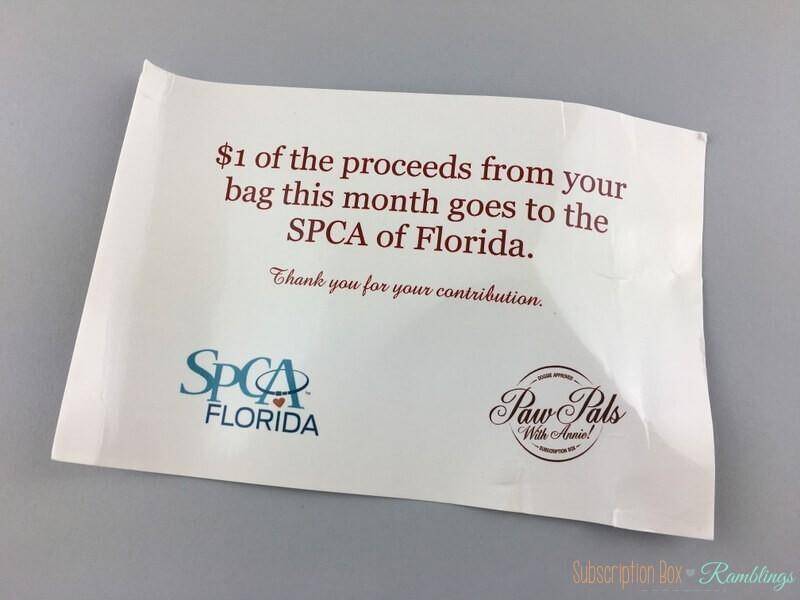 $1 of the proceeds from your
bag this month goes to the
SPCA of Florida.
Thank you for your contribution.
SPCA™
FLORIDA
DOGGIE APPROVED
Paw Pals
With Annie!
SUBSCRIPTION BOX
Subscription Box Ramblings